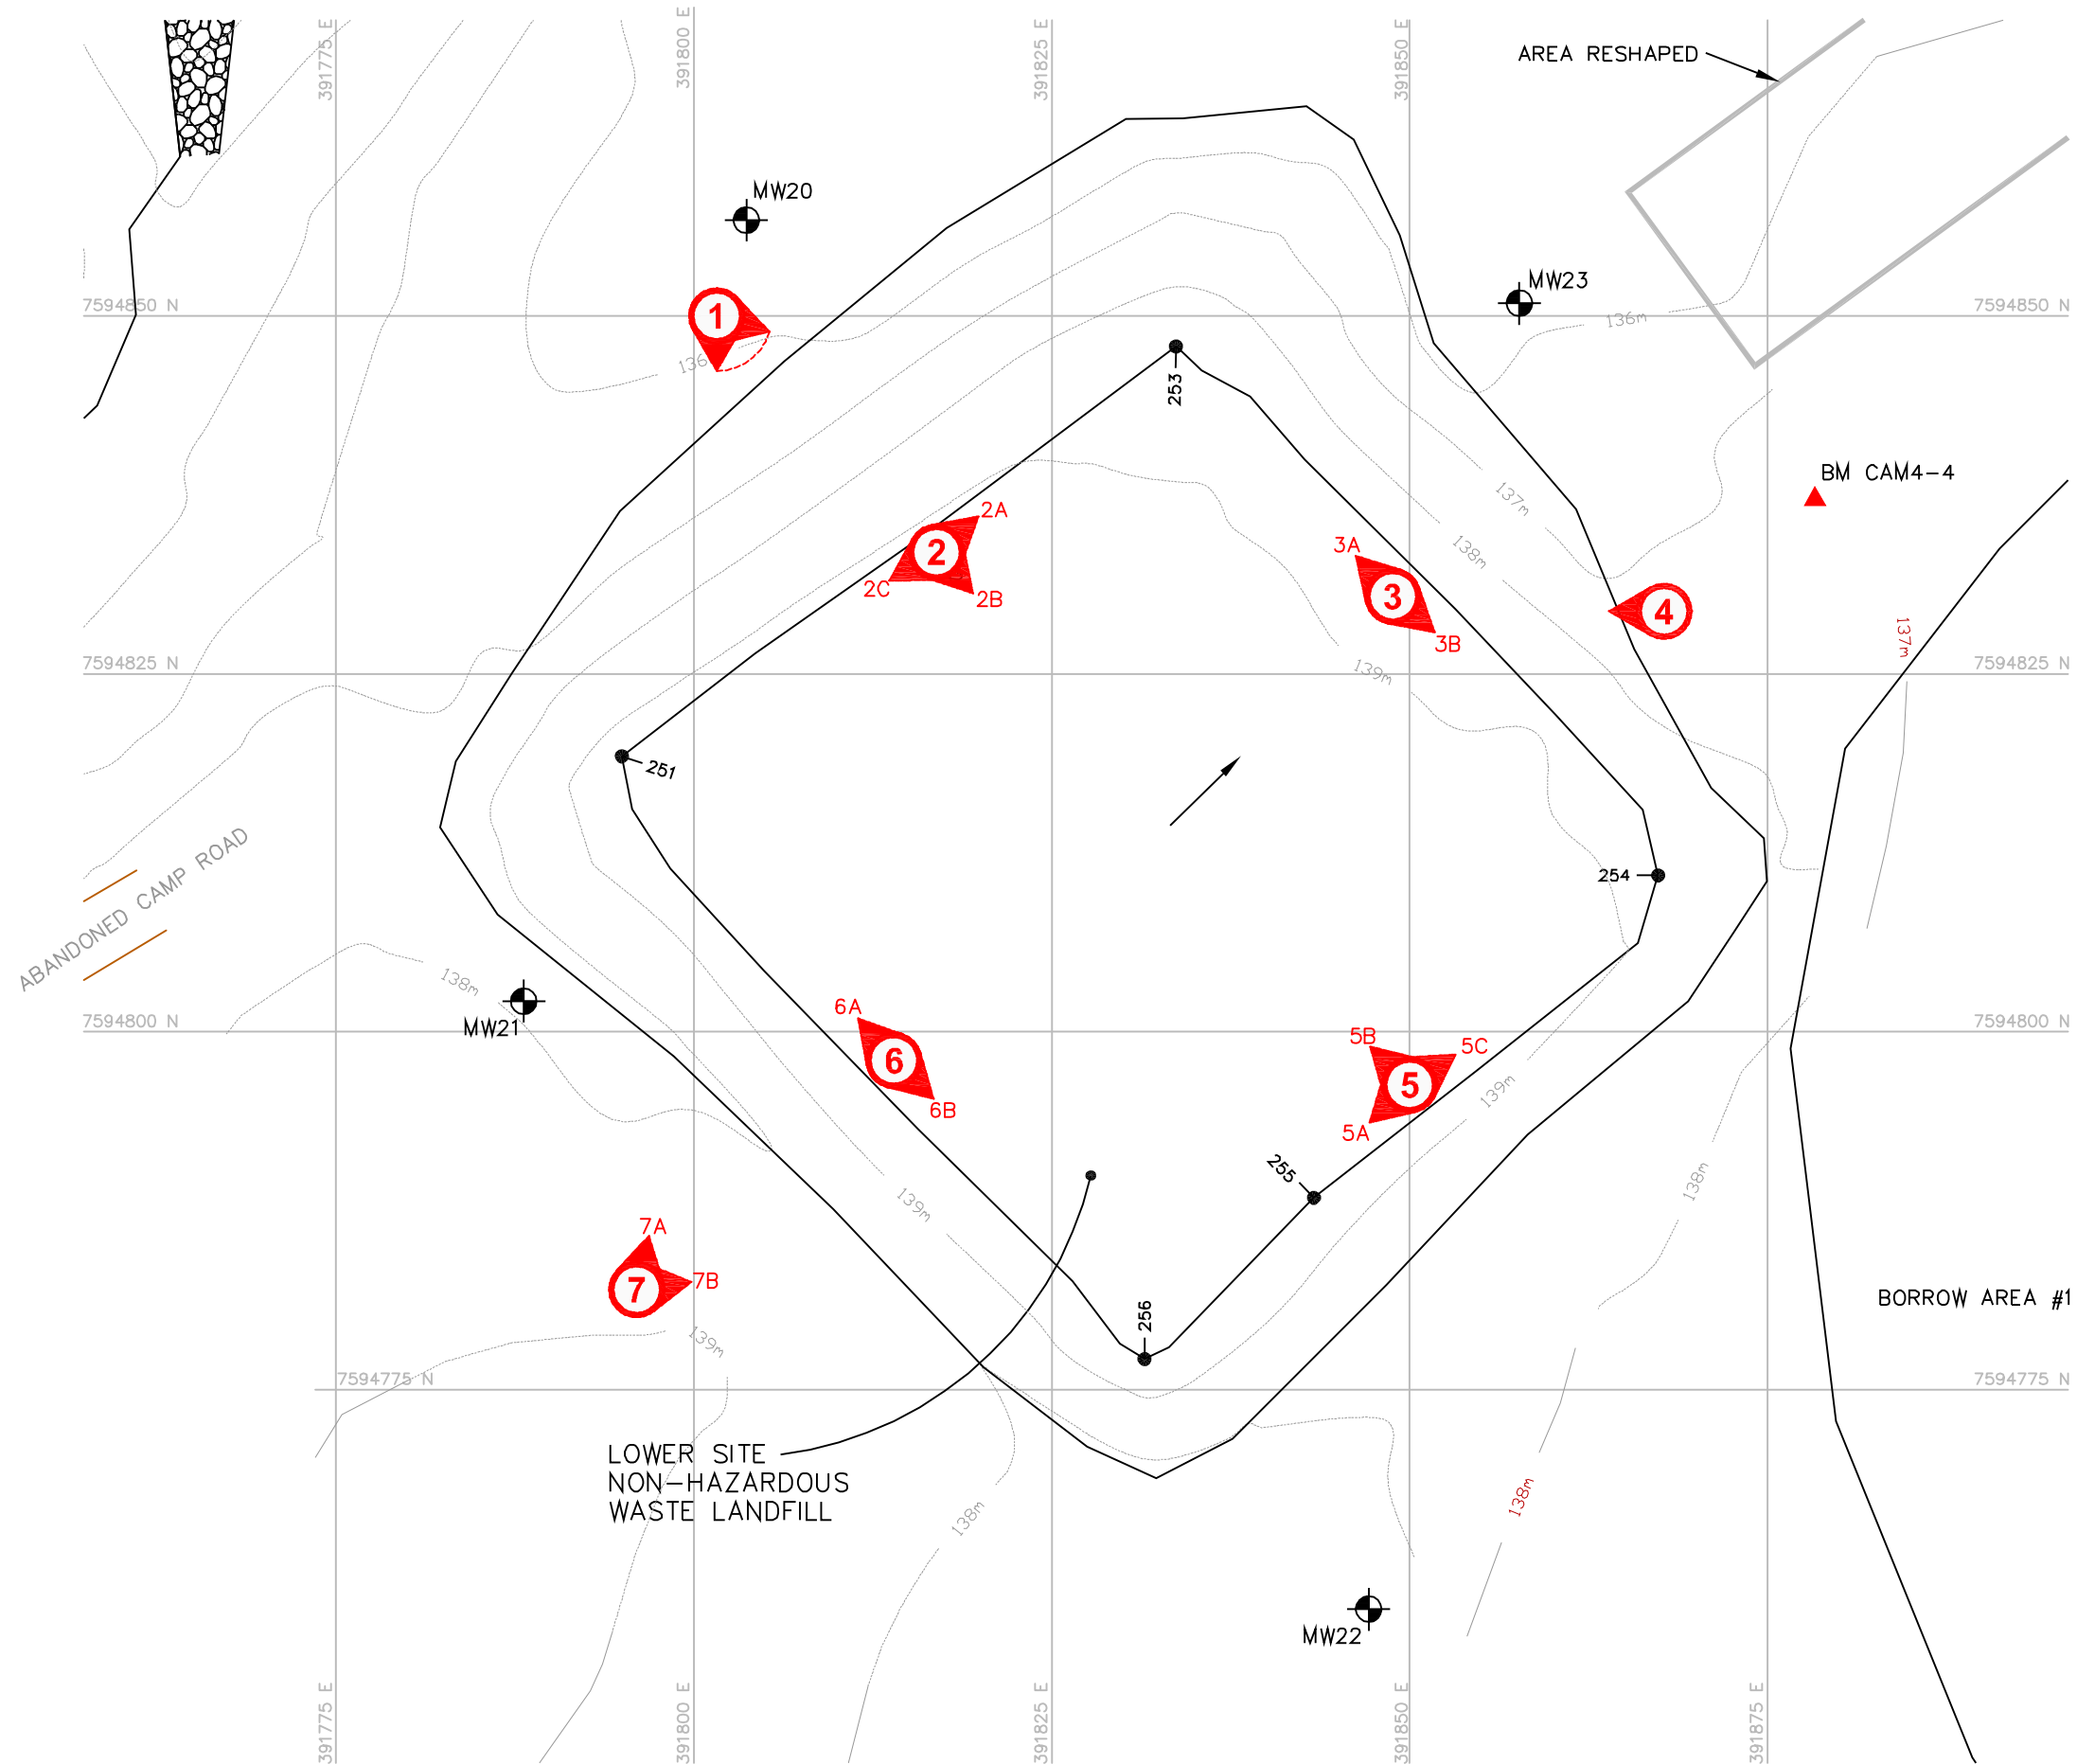 391775 E
391800 E
391825 E
391850 E
AREA RESHAPED
MW20
MW23
7594850 N
7594850 N
1
136m
BM CAM4-4
253
137m
138m
2A
2
2C
2B
3A
3
3B
4
137m
7594825 N
7594825 N
139m
251
254
ABANDONED CAMP ROAD
138m
MW21
7594800 N
7594800 N
6A
6
6B
5B
5C
5
5A
139m
255
139m
138m
7A
7
7B
256
139m
BORROW AREA #1
7594775 N
7594775 N
LOWER SITE
NON-HAZARDOUS
WASTE LANDFILL
138m
138m
MW22
391775 E
391800 E
391825 E
391850 E
391875 E